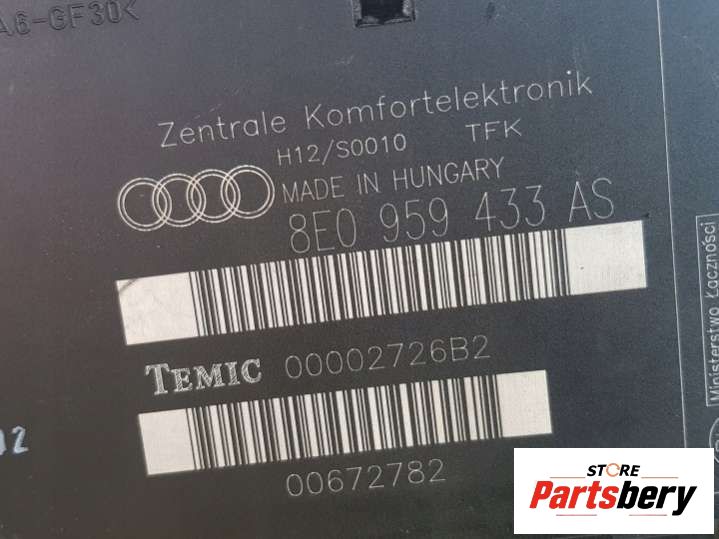 A6-GF30<
Zentrale Komfortelektronik
H12/S0010 TFK
MADE IN HUNGARY
8E0 959 433 AS
TEMIC 00002726B2
00672782
Ministerstwo Łączności
STORE
Partsbery